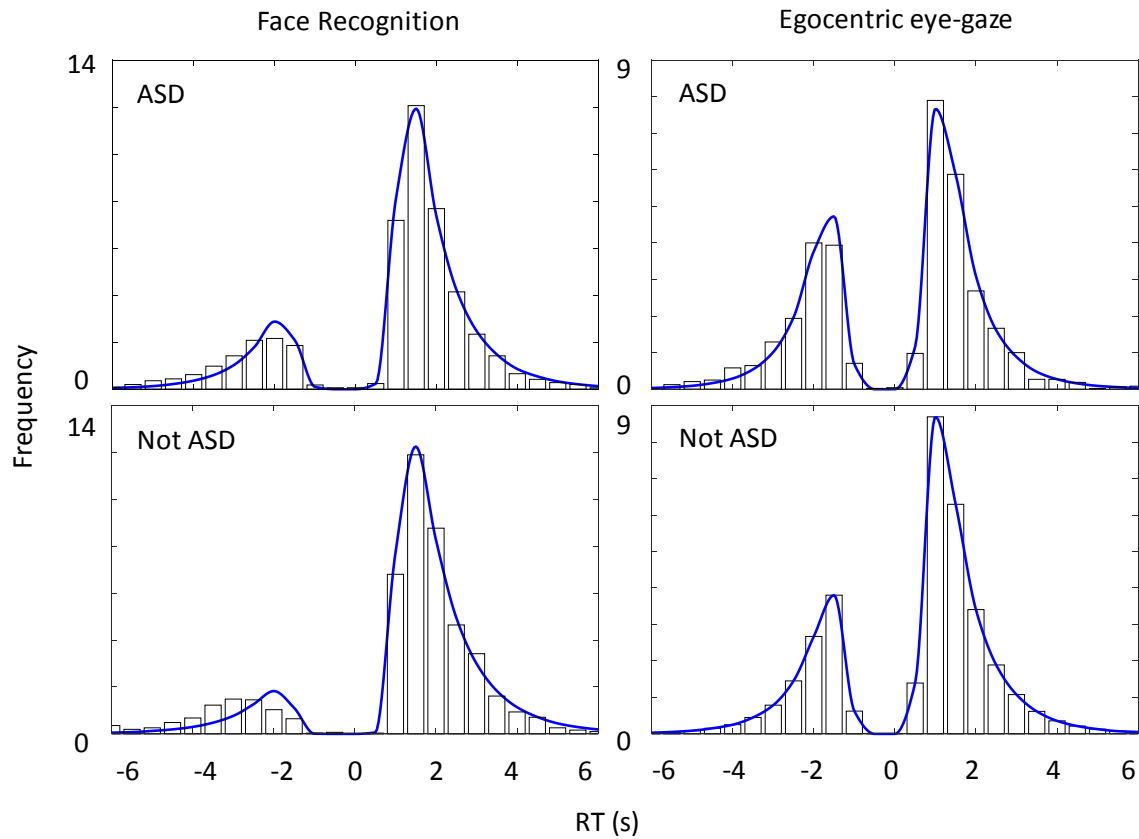 Face Recognition
Egocentric eye-gaze
14
ASD
0
9
ASD
0
Frequency
14
Not ASD
0
9
Not ASD
0
-6 -4 -2 0 2 4 6
-6 -4 -2 0 2 4 6
RT (s)